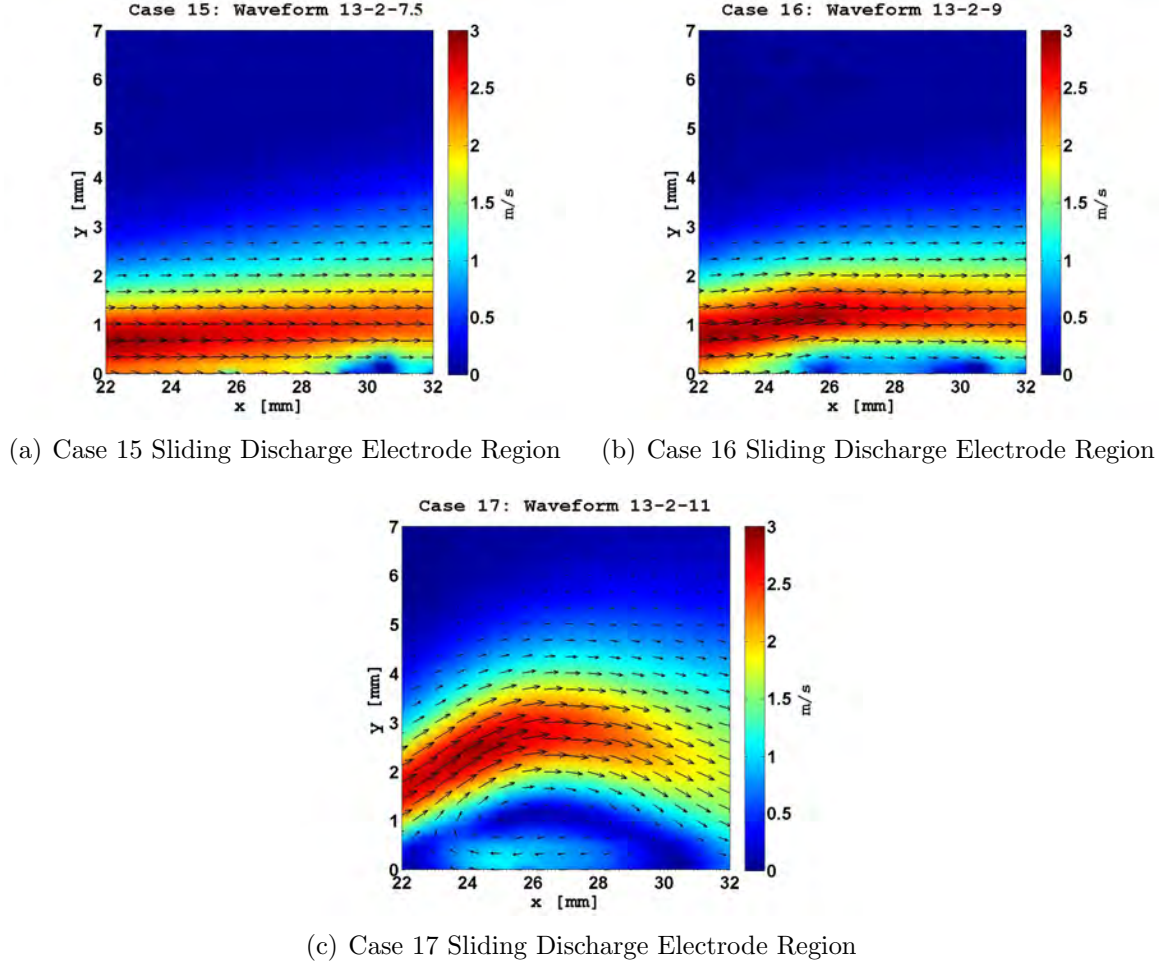 Case 15: Waveform 13-2-7.5
7
6
5
4
3
2
1
0
y [mm]
22 24 26 28 30 32
x [mm]
3
2.5
2
1.5
1
0.5
0
m/s
Case 16: Waveform 13-2-9
7
6
5
4
3
2
1
0
y [mm]
22 24 26 28 30 32
x [mm]
3
2.5
2
1.5
1
0.5
0
m/s
(a) Case 15 Sliding Discharge Electrode Region
(b) Case 16 Sliding Discharge Electrode Region
Case 17: Waveform 13-2-11
7
6
5
4
3
2
1
0
y [mm]
22 24 26 28 30 32
x [mm]
3
2.5
2
1.5
1
0.5
0
m/s
(c) Case 17 Sliding Discharge Electrode Region